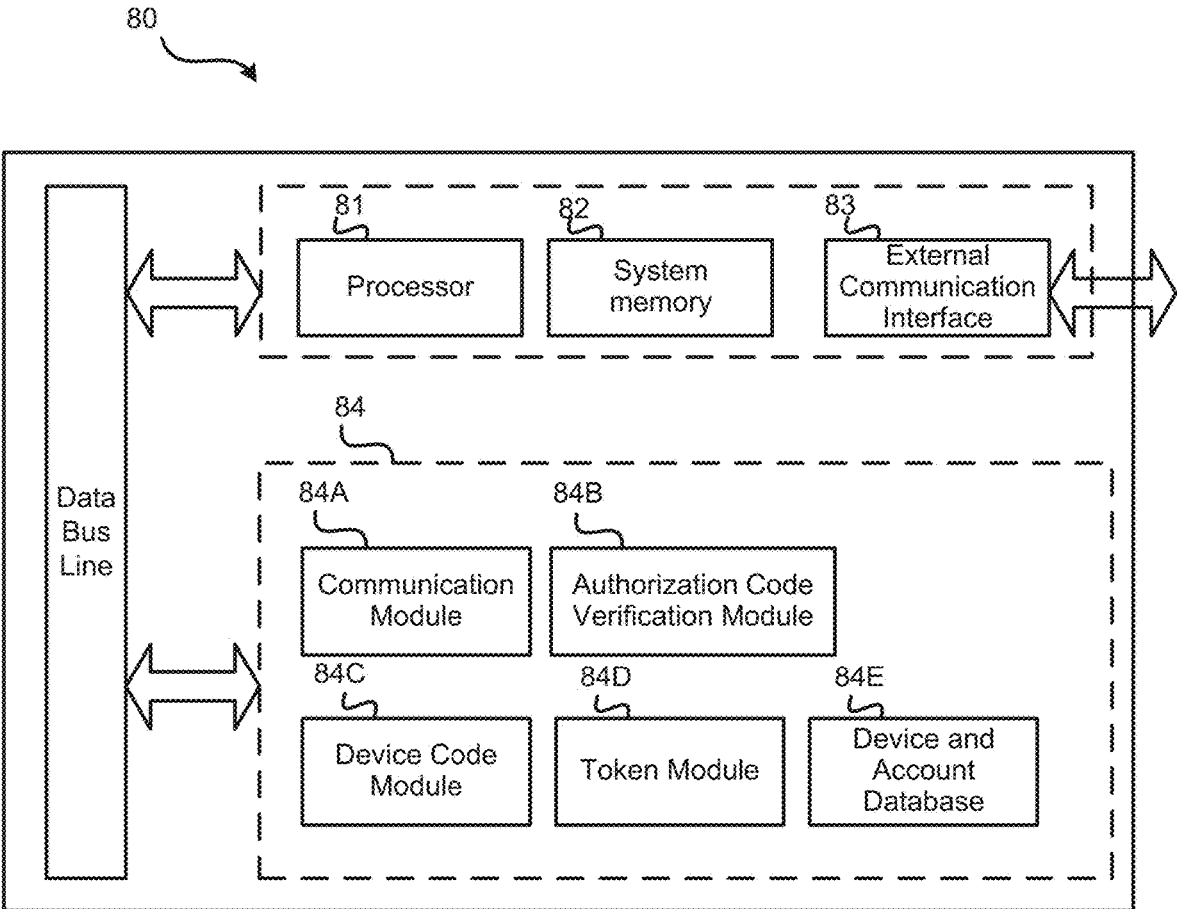 80
81
82
83
Processor
System
memory
External
Communication
Interface
84
Data
Bus
Line
84A
84B
Communication
Module
Authorization Code
Verification Module
84C
84D
84E
Device Code
Module
Token Module
Device and
Account
Database